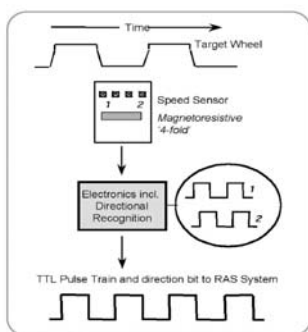 Time
Target Wheel
1 2
Speed Sensor
Magnetoresistive
'4-fold'
Electronics incl.
Directional
Recognition
1
2
TTL Pulse Train and direction bit to RAS System